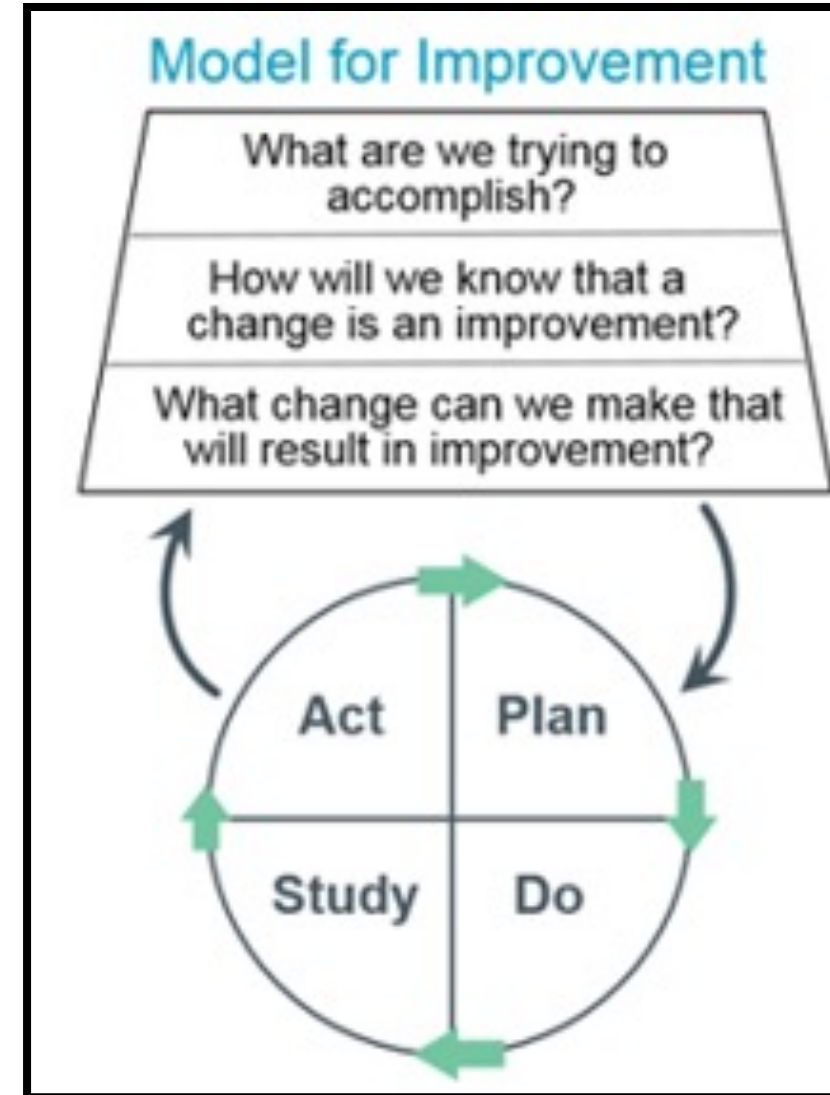 Model for Improvement
What are we trying to
accomplish?
How will we know that a
change is an improvement?
What change can we make that
will result in improvement?
Act
Plan
Study
Do